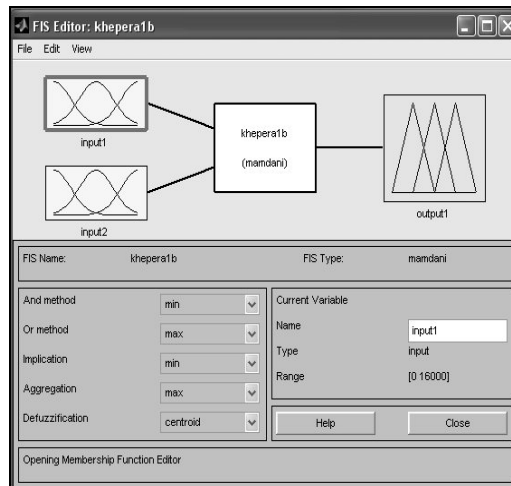 FIS Editor: khepera1b
File Edit View
input1
input2
khepera1b
(mamdani)
output1
FIS Name: khepera1b FIS Type: mamdani
And method min
Or method max
Implication min
Aggregation max
Defuzzification centroid
Current Variable
Name input1
Type input
Range [0 16000]
Help Close
Opening Membership Function Editor